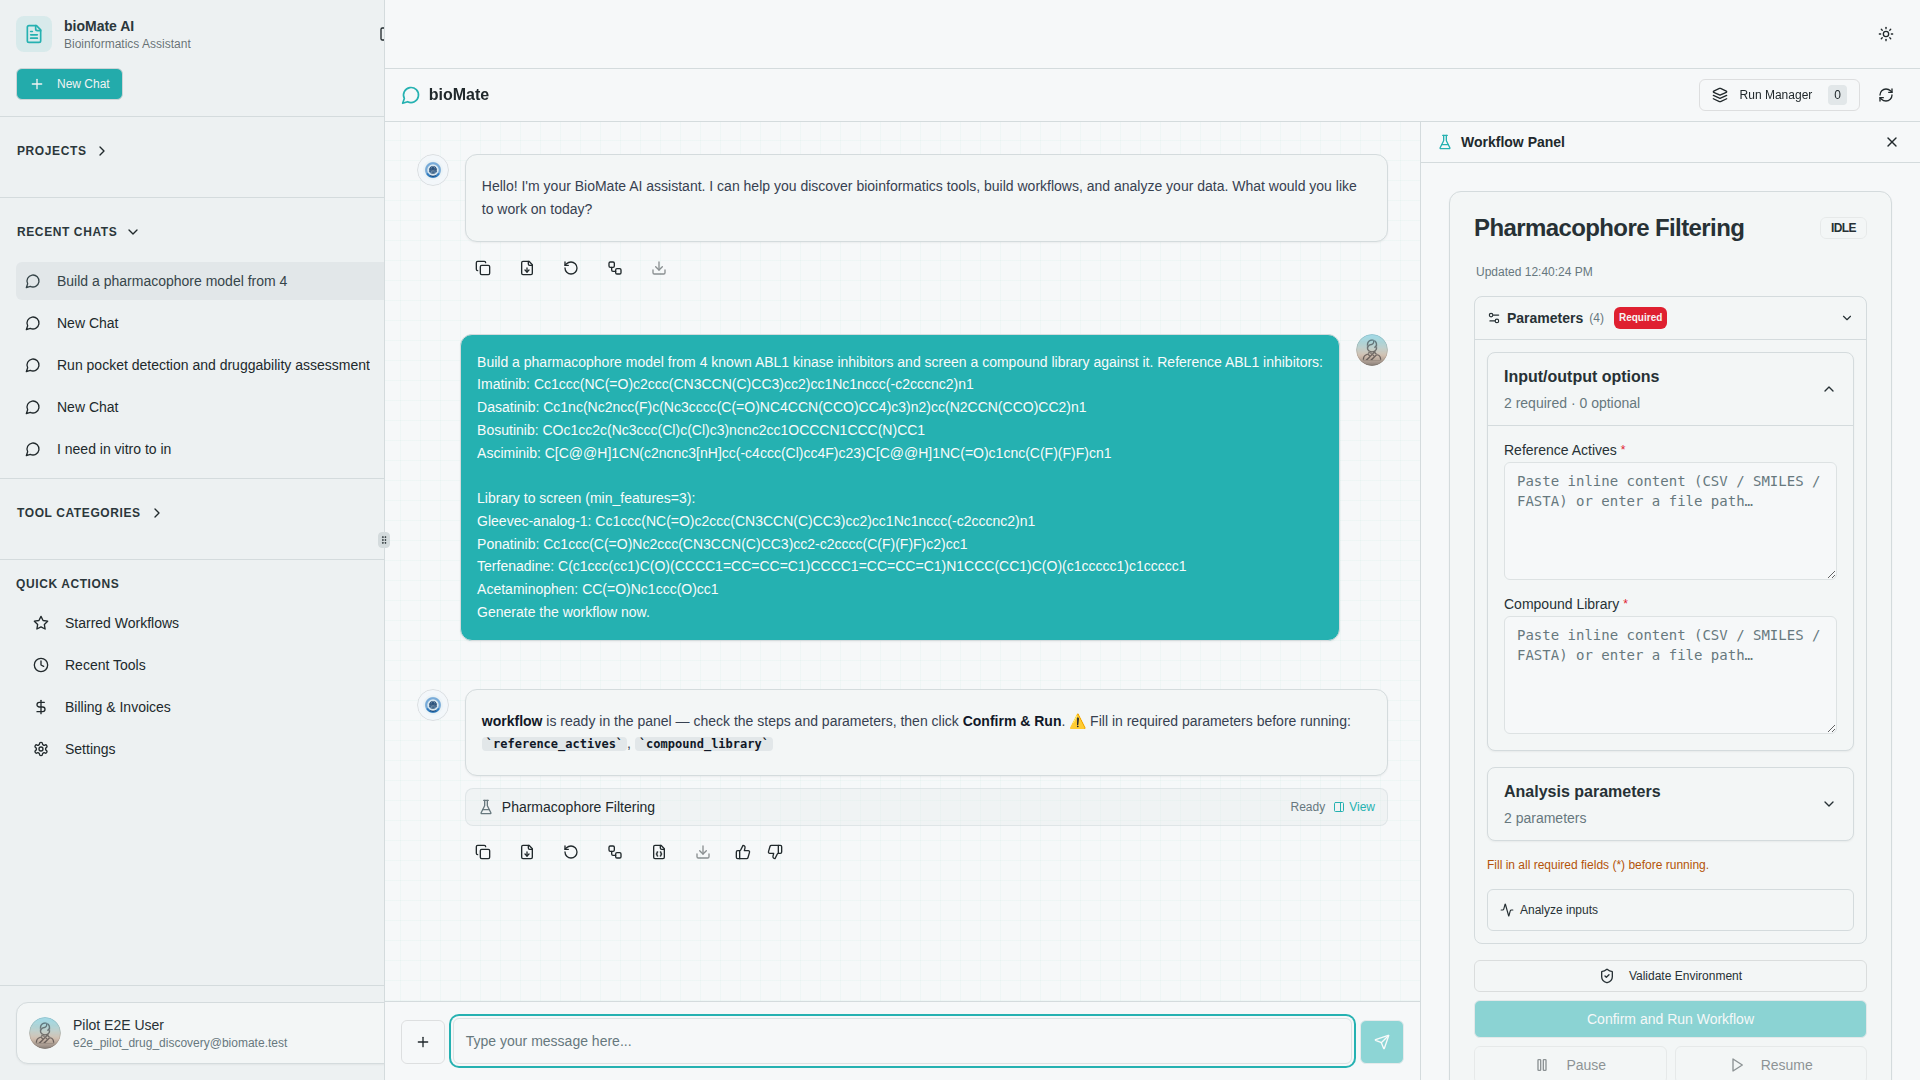 bioMate AI
Bioinformatics Assistant
New Chat
PROJECTS
RECENT CHATS
Build a pharmacophore model from 4
New Chat
Run pocket detection and druggability assessment
New Chat
I need in vitro to in
TOOL CATEGORIES
QUICK ACTIONS
Starred Workflows
Recent Tools
Billing & Invoices
Settings
Pilot E2E User
e2e_pilot_drug_discovery@biomate.test
bioMate
Run Manager 0
Hello! I'm your BioMate AI assistant. I can help you discover bioinformatics tools, build workflows, and analyze your data. What would you like
to work on today?
Build a pharmacophore model from 4 known ABL1 kinase inhibitors and screen a compound library against it. Reference ABL1 inhibitors:
Imatinib: Cc1ccc(NC(=O)c2ccc(CN3CCN(C)CC3)cc2)cc1Nc1nccc(-c2cccnc2)n1
Dasatinib: Cc1nc(Nc2ncc(F)c(Nc3cccc(C(=O)NC4CCN(CCO)CC4)c3)n2)cc(N2CCN(CCO)CC2)n1
Bosutinib: COc1cc2c(Nc3ccc(Cl)c(Cl)c3)ncnc2cc1OCCCN1CCC(N)CC1
Asciminib: C[C@@H]1CN(c2ncnc3[nH]cc(-c4ccc(Cl)cc4F)c23)C[C@@H]1NC(=O)c1cnc(C(F)(F)F)cn1
Library to screen (min_features=3):
Gleevec-analog-1: Cc1ccc(NC(=O)c2ccc(CN3CCN(C)CC3)cc2)cc1Nc1nccc(-c2cccnc2)n1
Ponatinib: Cc1ccc(C(=O)Nc2ccc(CN3CCN(C)CC3)cc2-c2cccc(C(F)(F)F)c2)cc1
Terfenadine: C(c1ccc(cc1)C(O)(CCCC1=CC=CC=C1)CCCC1=CC=CC=C1)N1CCC(CC1)C(O)(c1ccccc1)c1ccccc1
Acetaminophen: CC(=O)Nc1ccc(O)cc1
Generate the workflow now.
workflow is ready in the panel — check the steps and parameters, then click Confirm & Run. ⚠️ Fill in required parameters before running:
`reference_actives`, `compound_library`
Pharmacophore Filtering
Ready View
Type your message here...
Workflow Panel
Pharmacophore Filtering
IDLE
Updated 12:40:24 PM
Parameters (4) Required
Input/output options
2 required · 0 optional
Reference Actives *
Paste inline content (CSV / SMILES /
FASTA) or enter a file path…
Compound Library *
Paste inline content (CSV / SMILES /
FASTA) or enter a file path…
Analysis parameters
2 parameters
Fill in all required fields (*) before running.
Analyze inputs
Validate Environment
Confirm and Run Workflow
Pause
Resume